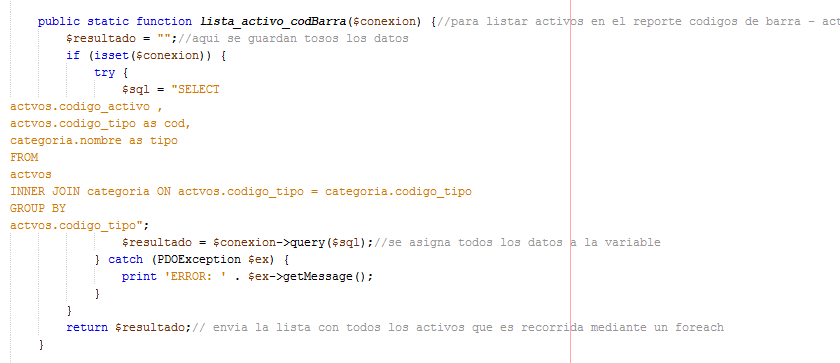 public static function lista_activo_codBarra($conexion) {//para listar activos en el reporte codigos de barra - act
$resultado = "";//aqui se guardan tosos los datos
if (isset($conexion)) {
try {
$sql = "SELECT
actvos.codigo_activo ,
actvos.codigo_tipo as cod,
categoria.nombre as tipo
FROM
actvos
INNER JOIN categoria ON actvos.codigo_tipo = categoria.codigo_tipo
GROUP BY
actvos.codigo_tipo";
$resultado = $conexion->query($sql);//se asigna todos los datos a la variable
} catch (PDOException $ex) {
print 'ERROR: ' . $ex->getMessage();
}
}
return $resultado;// envia la lista con todos los activos que es recorrida mediante un foreach
}